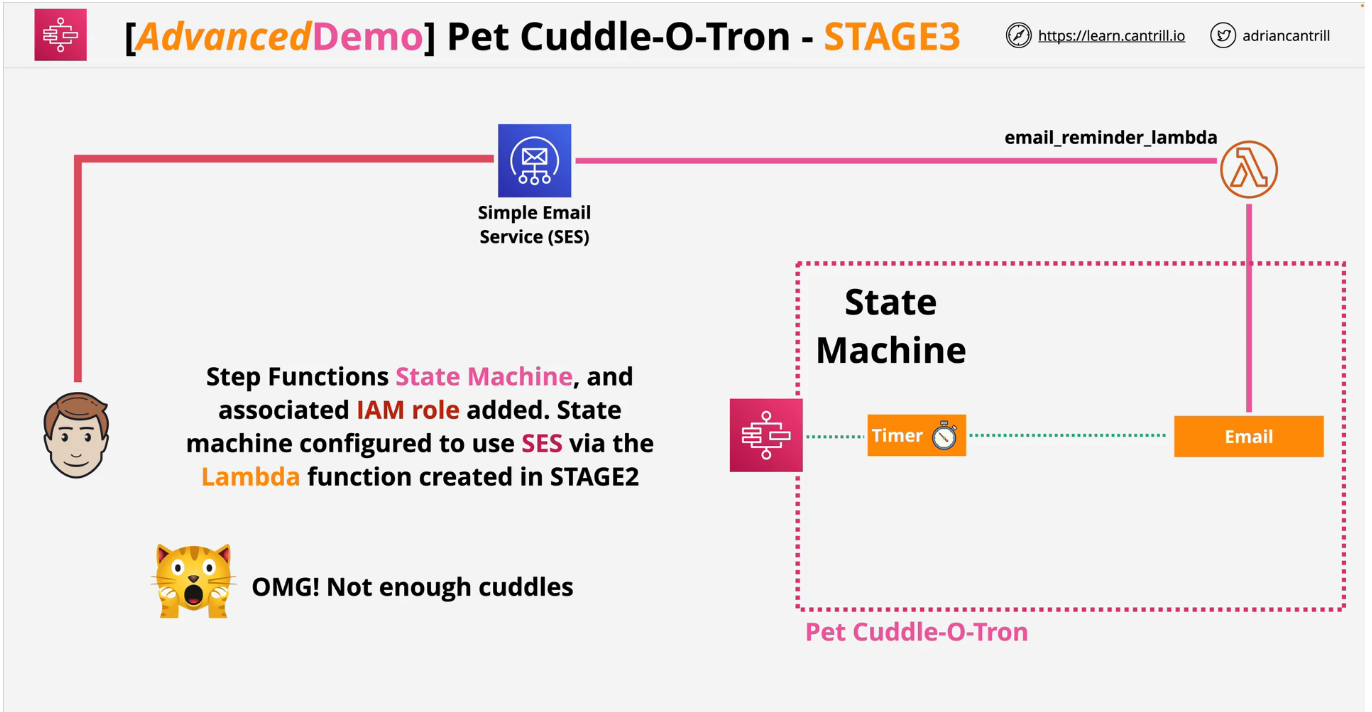 [AdvancedDemo] Pet Cuddle-O-Tron - STAGE3
https://learn.cantrill.io
adriancantrill
email_reminder_lambda
Simple Email
Service (SES)
State
Machine
Step Functions State Machine, and
associated IAM role added. State
machine configured to use SES via the
Lambda function created in STAGE2
Timer
Email
OMG! Not enough cuddles
Pet Cuddle-O-Tron